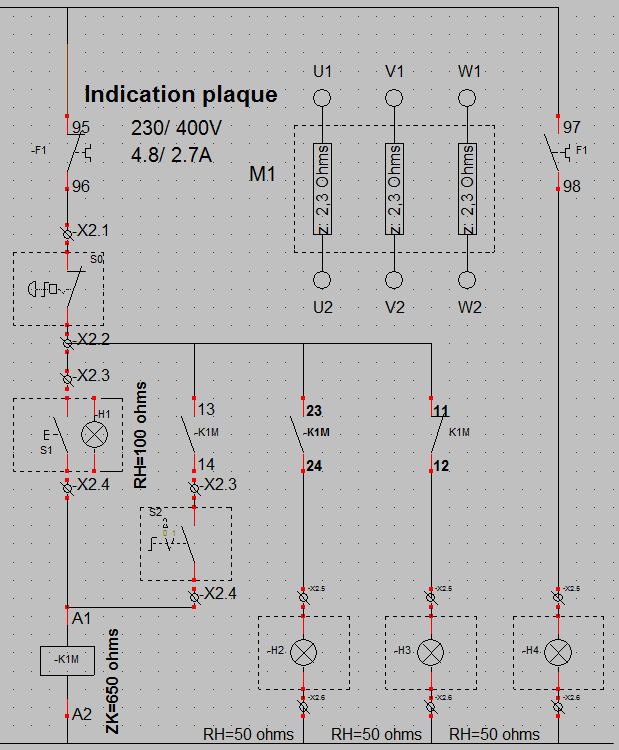 U1
V1
W1
Indication plaque
230/ 400V
4.8/ 2.7A
M1
z: 2,3 Ohms
z: 2,3 Ohms
z: 2,3 Ohms
U2
V2
W2
95
-F1
96
97
F1
98
-X2.1
S0
-X2.2
-X2.3
-H1
E
S1
RH=100 ohms
-X2.4
13
-K1M
14
-X2.3
S2
0 1
-X2.4
23
-K1M
24
11
K1M
12
A1
-K1M
A2
ZK=650 ohms
-X2.5
-H2
-X2.6
RH=50 ohms
-X2.5
-H3
-X2.6
RH=50 ohms
-X2.5
-H4
-X2.6
RH=50 ohms